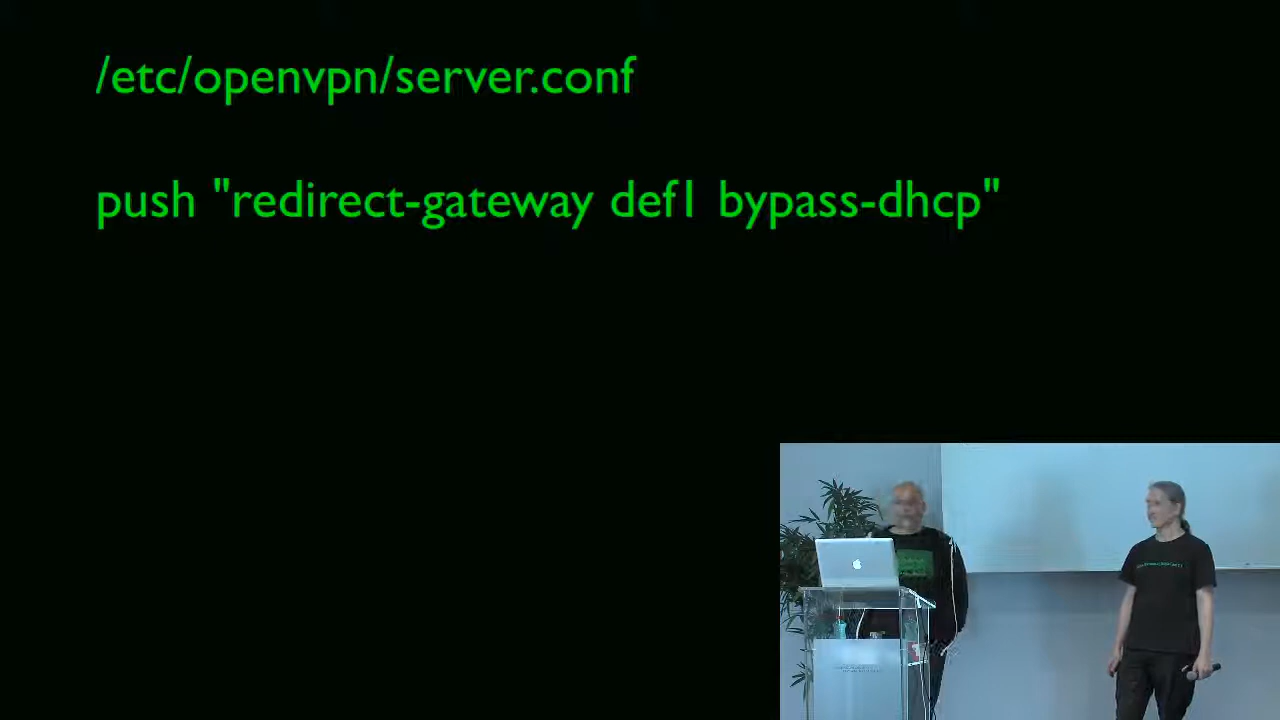 /etc/openvpn/server.conf
push "redirect-gateway def1 bypass-dhcp"